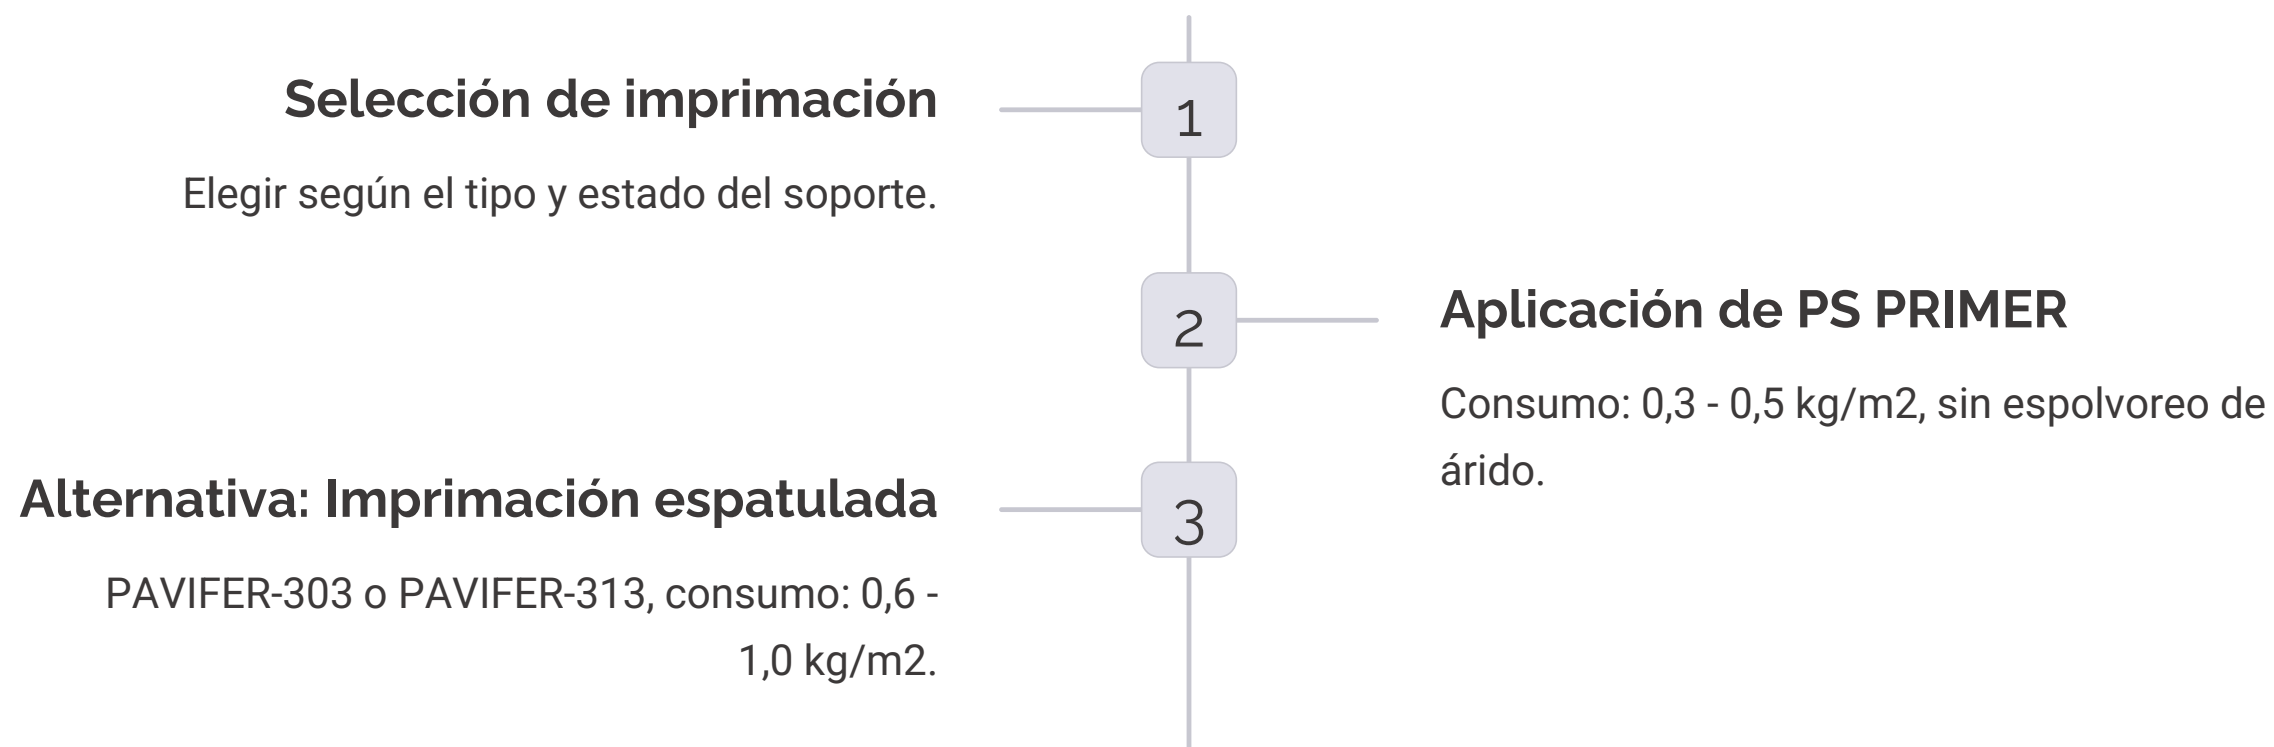 1
Selección de imprimación
Elegir según el tipo y estado del soporte.
2
Aplicación de PS PRIMER
Consumo: 0,3 - 0,5 kg/m2, sin espolvoreo de
árido.
3
Alternativa: Imprimación espatulada
PAVIFER-303 o PAVIFER-313, consumo: 0,6 -
1,0 kg/m2.